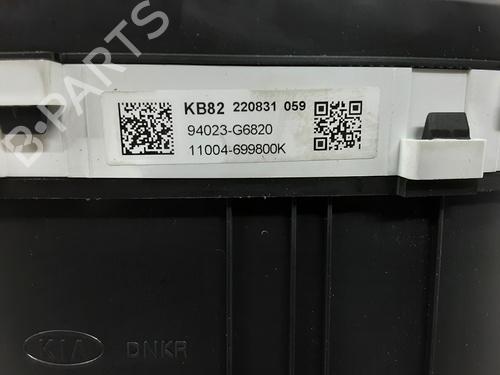 B-PARTS
KB82 220831 059
94023-G6820
11004-699800K
KIA DNKR